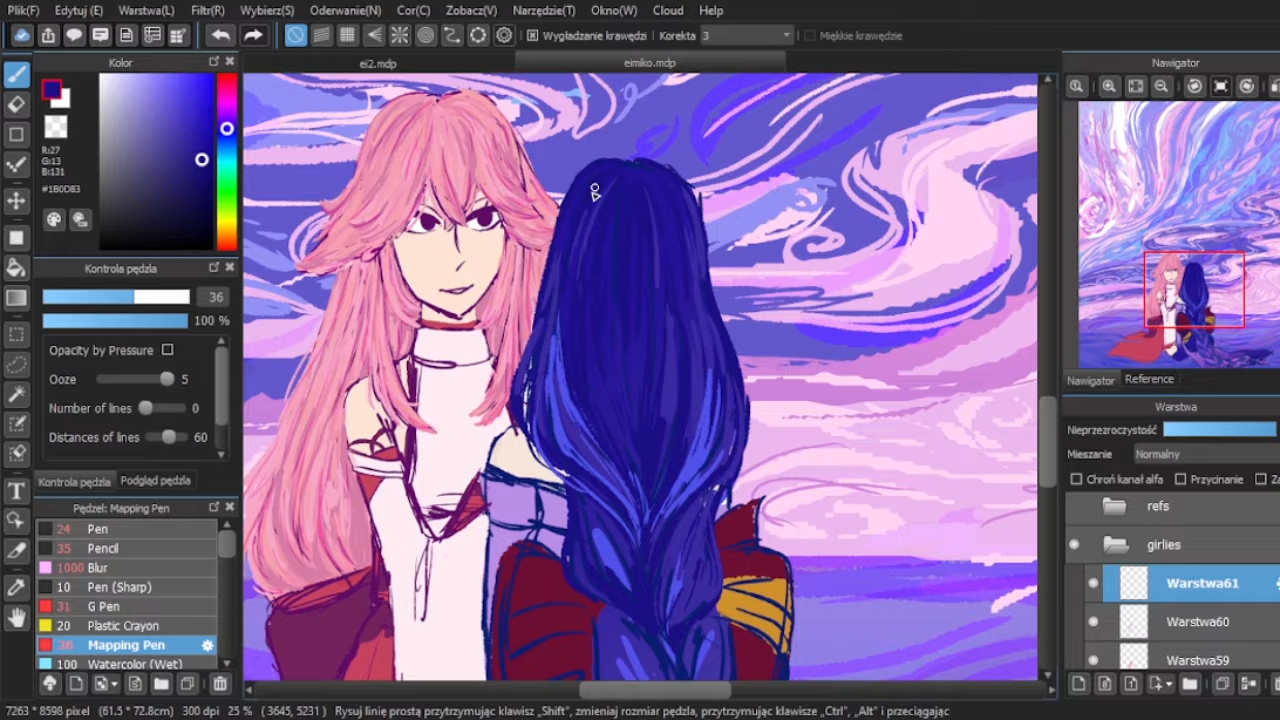 Plik(F) Edytuj (E) Warstwa(L) Filtr(R) Wybierz(S) Oderwanie(N) Cor(C) Zobacz(V) Narzędzie(T) Okno(W) Cloud Help
Wygładzanie krawędzi Korekta 3 Miękkie krawędzie
Kolor
ei2.mdp eimiko.mdp
Nawigator
R:27
G:13
B:131
#1B0D83
Kontrola pędzla
36
100 %
Opacity by Pressure
Ooze 5
Number of lines 0
Distances of lines 60
Kontrola pędzla Podgląd pędzla
Pędzel: Mapping Pen
24 Pen
35 Pencil
1000 Blur
10 Pen (Sharp)
31 G Pen
20 Plastic Crayon
36 Mapping Pen
100 Watercolor (Wet)
T
Nawigator Reference
Warstwa
Nieprzezroczystość
Mieszanie Normalny
Chroń kanał alfa Przycinanie
refs
girlies
Warstwa61
Warstwa60
Warstwa59
7263 * 8598 pixel (61.5 * 72.8cm) 300 dpi 25 % ( 3645, 5231 ) Rysuj linię prostą przytrzymując klawisz „Shift", zmieniaj rozmiar pędzla, przytrzymując klawisze „Ctrl", „Alt" i przeciągając